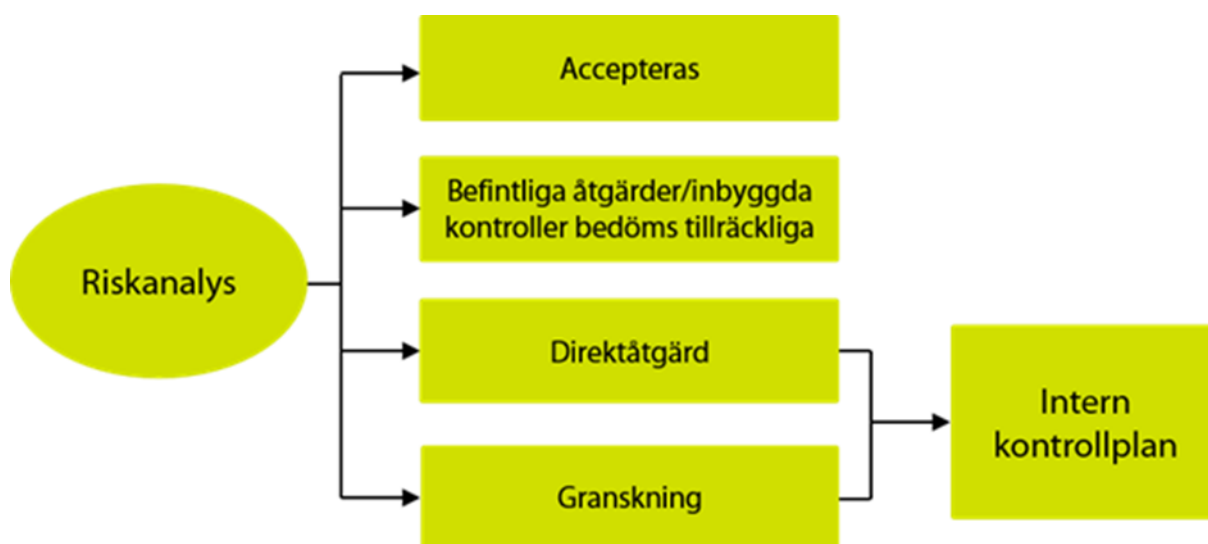 Accepteras
Befintliga åtgärder/inbyggda
kontroller bedöms tillräckliga
Riskanalys
Direktåtgärd
Intern
kontrollplan
Granskning